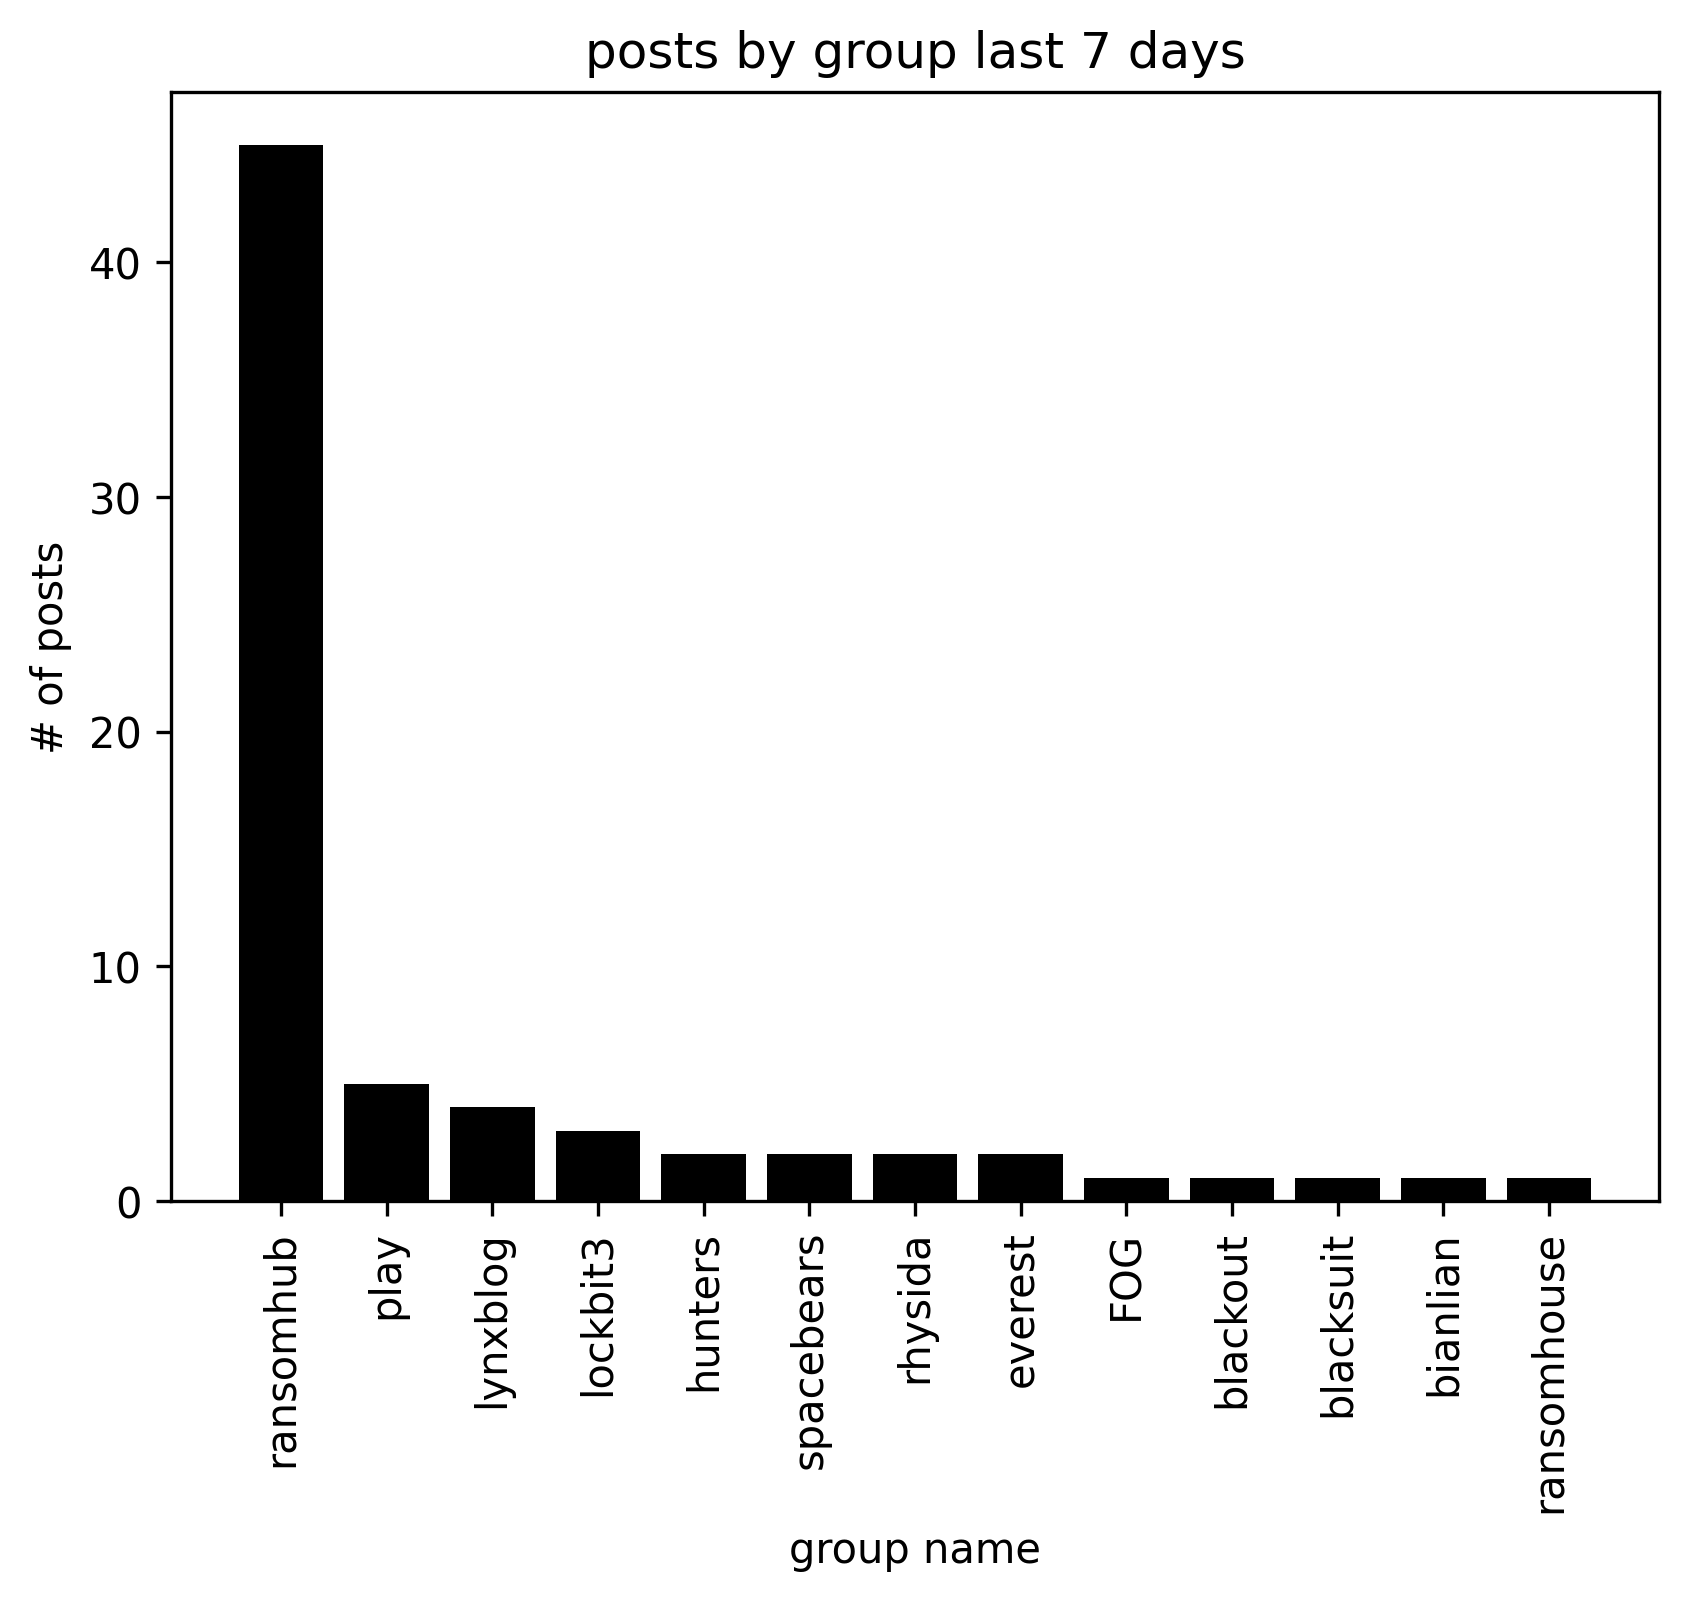 posts by group last 7 days
# of posts
40
30
20
10
0
ransomhub
play
lynxblog
lockbit3
hunters
spacebears
rhysida
everest
FOG
blackout
blacksuit
bianlian
ransomhouse
group name